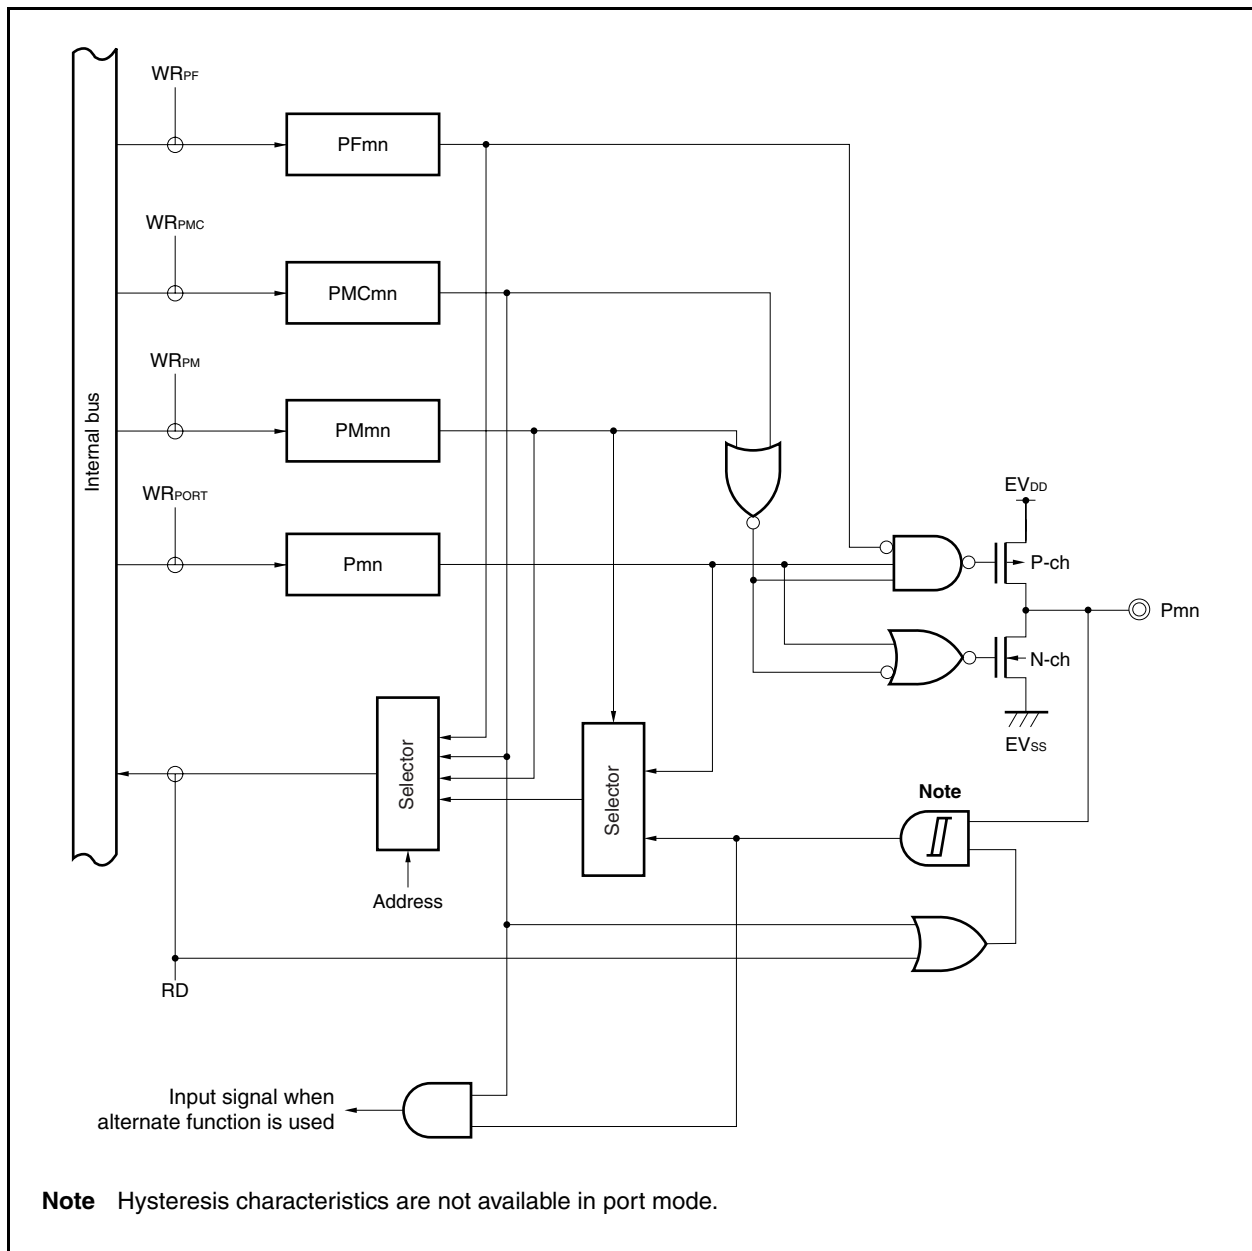 WRPF
PFmn
WRPMC
PMCmn
WRPM
PMmn
Internal bus
WRPORT
Pmn
EVDD
P-ch
Pmn
N-ch
EVSS
Selector
Selector
Note
Address
RD
Input signal when
alternate function is used
Note Hysteresis characteristics are not available in port mode.